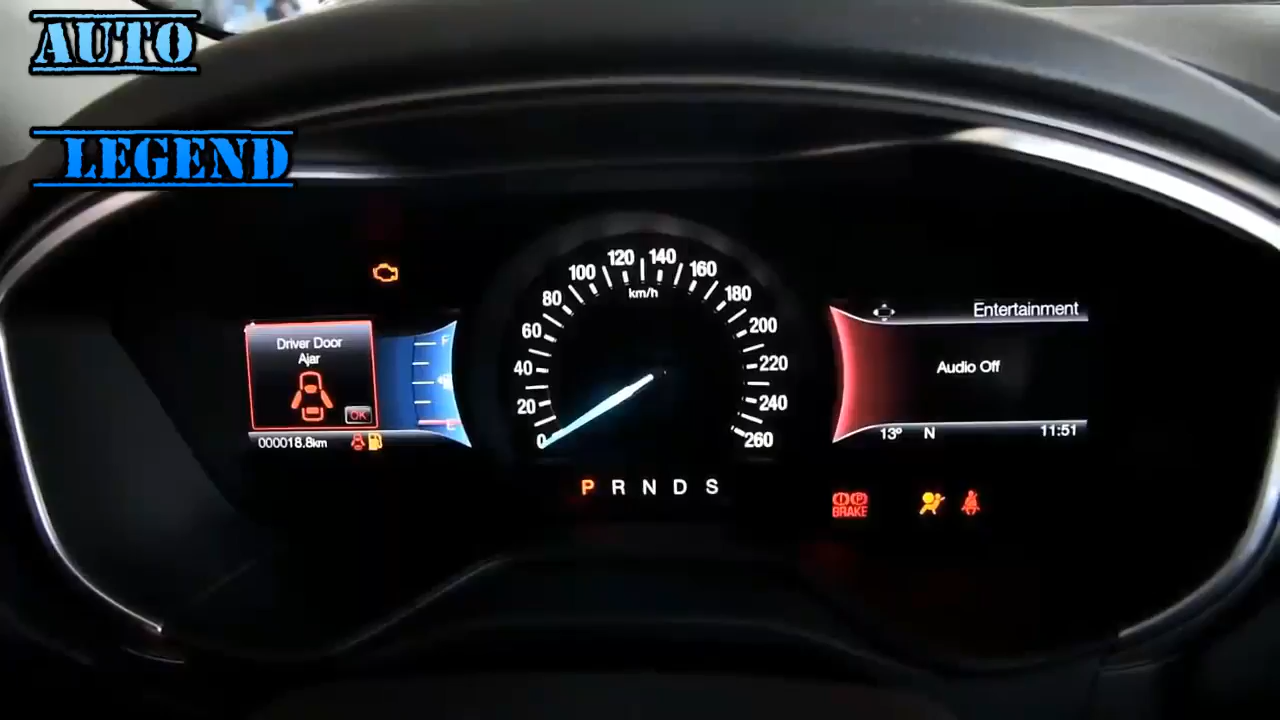 AUTO
LEGEND
Driver Door
Ajar
OK
F
E
000018.8km
0
20
40
60
80
100
120
140
160
180
200
220
240
260
km/h
P R N D S
Entertainment
Audio Off
13° N 11:51
BRAKE